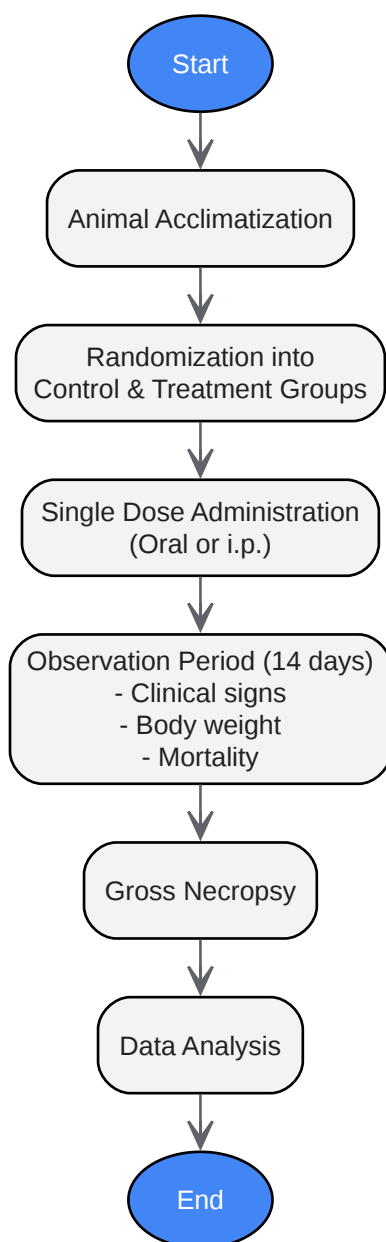 Start
Animal Acclimatization
Randomization into
Control & Treatment Groups
Single Dose Administration
(Oral or i.p.)
Observation Period (14 days)
- Clinical signs
- Body weight
- Mortality
Gross Necropsy
Data Analysis
End